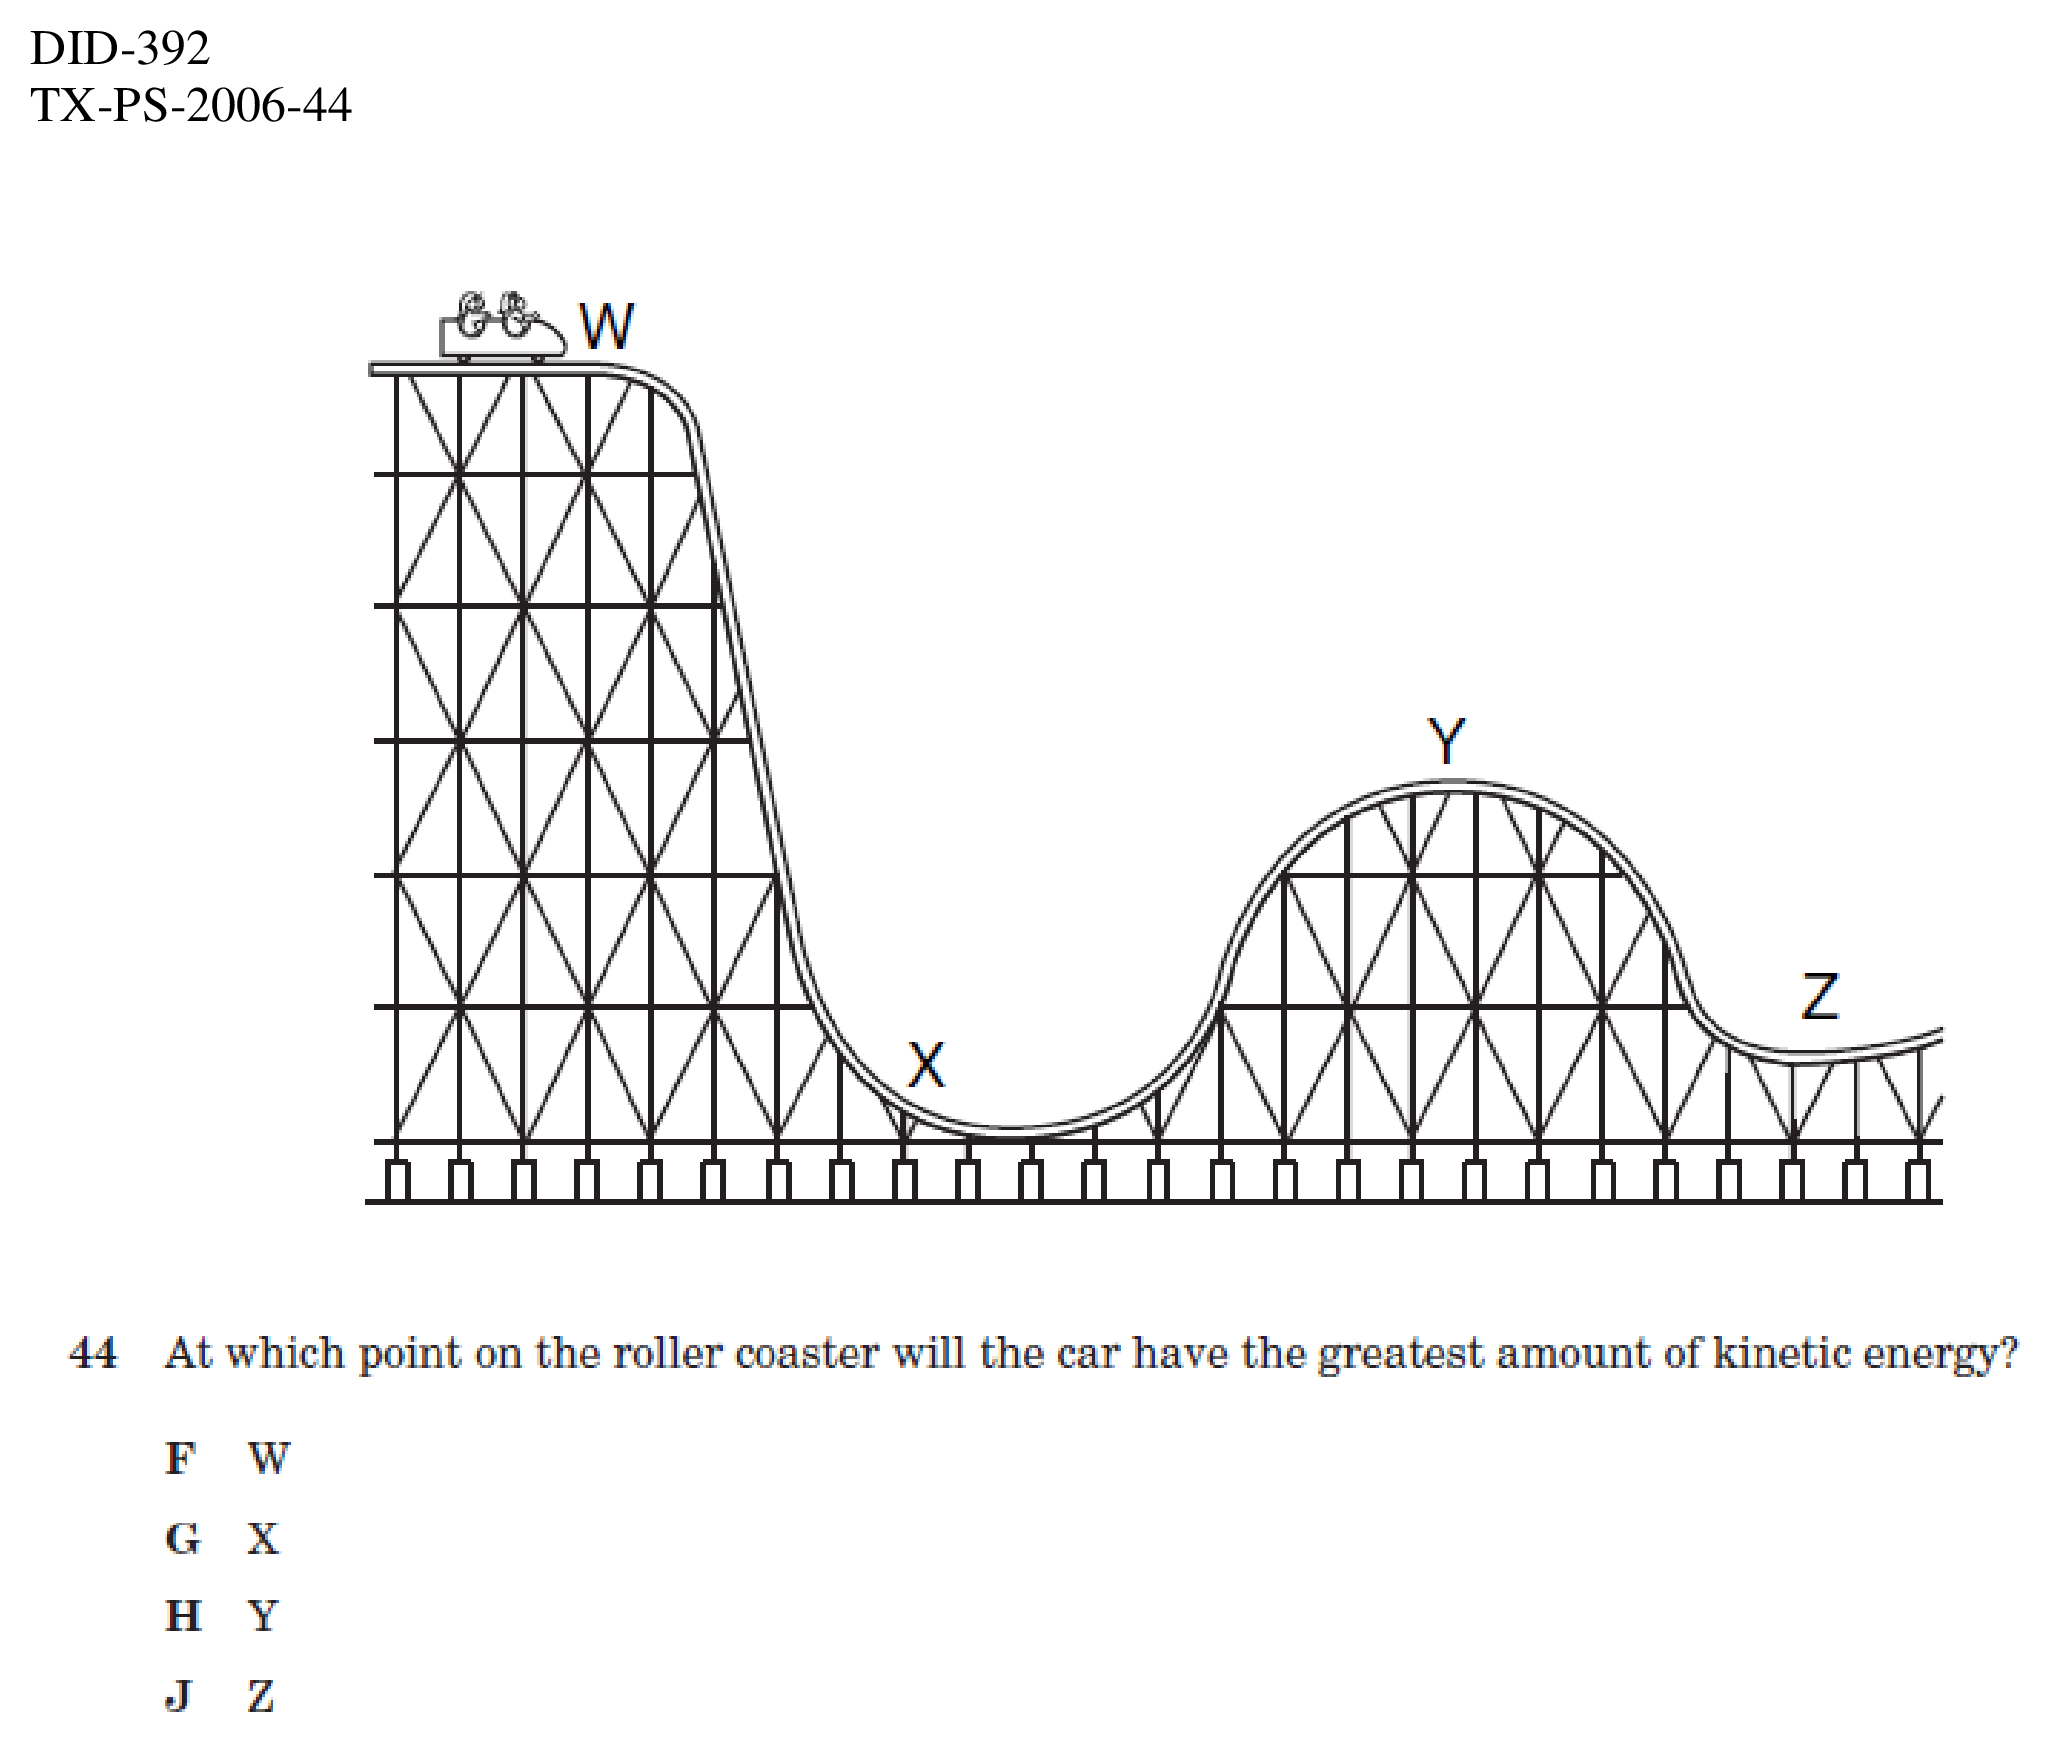 DID-392
TX-PS-2006-44
W
Y
Z
X
44 At which point on the roller coaster will the car have the greatest amount of kinetic energy?
F W
G X
H Y
J Z